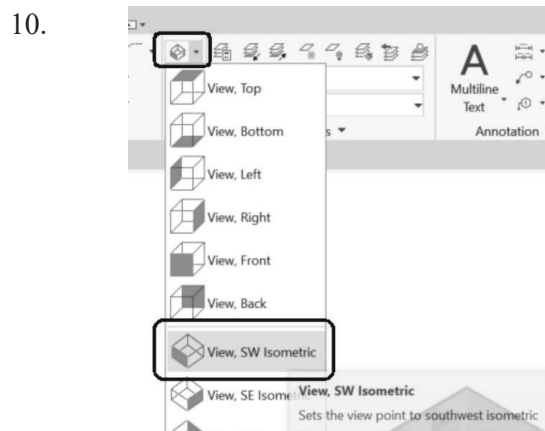 10.
View, Top
Multiline
Text
View, Bottom
s
Annotation
View, Left
View, Right
View, Front
View, Back
View, SW Isometric
View, SE Isome
View, SW Isometric
Sets the view point to southwest isometric